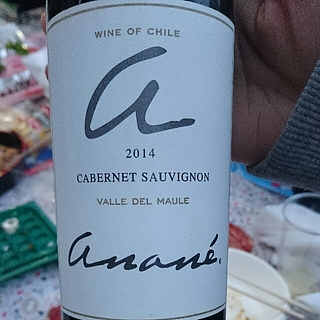 WINE OF CHILE
a
2014
CABERNET SAUVIGNON
VALLE DEL MAULE
anané.